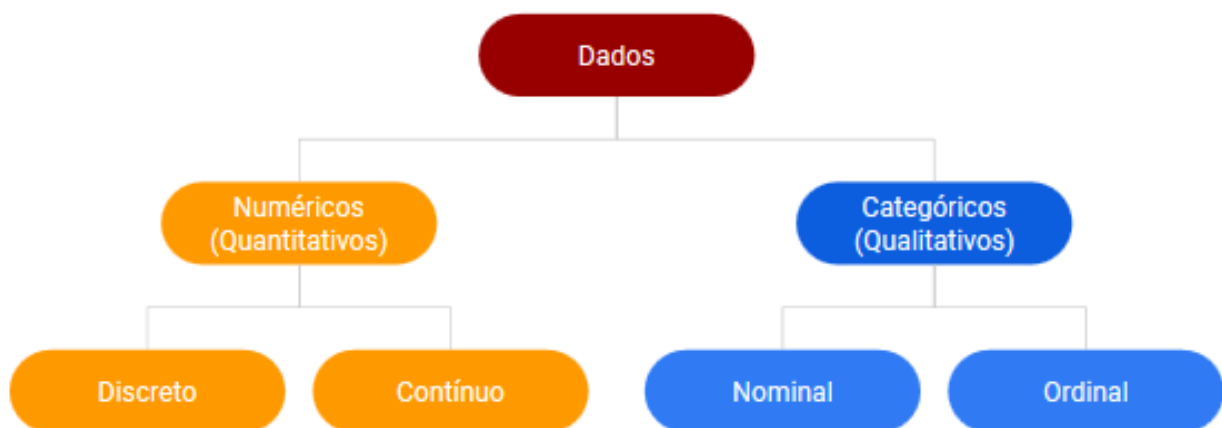 Dados
Numéricos
(Quantitativos)
Categóricos
(Qualitativos)
Discreto
Contínuo
Nominal
Ordinal